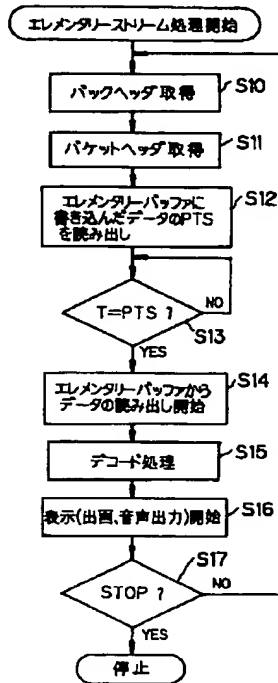 エレメンタリーストリーム処理開始
パックヘッダ取得
S10
パケットヘッダ取得
S11
エレメンタリーバッファに
書き込んだデータのPTS
を読み出し
S12
T=PTS ?
NO
S13
YES
エレメンタリーバッファから
データの読み出し開始
S14
デコード処理
S15
表示(出画、音声出力)開始
S16
STOP ?
S17
NO
YES
停止